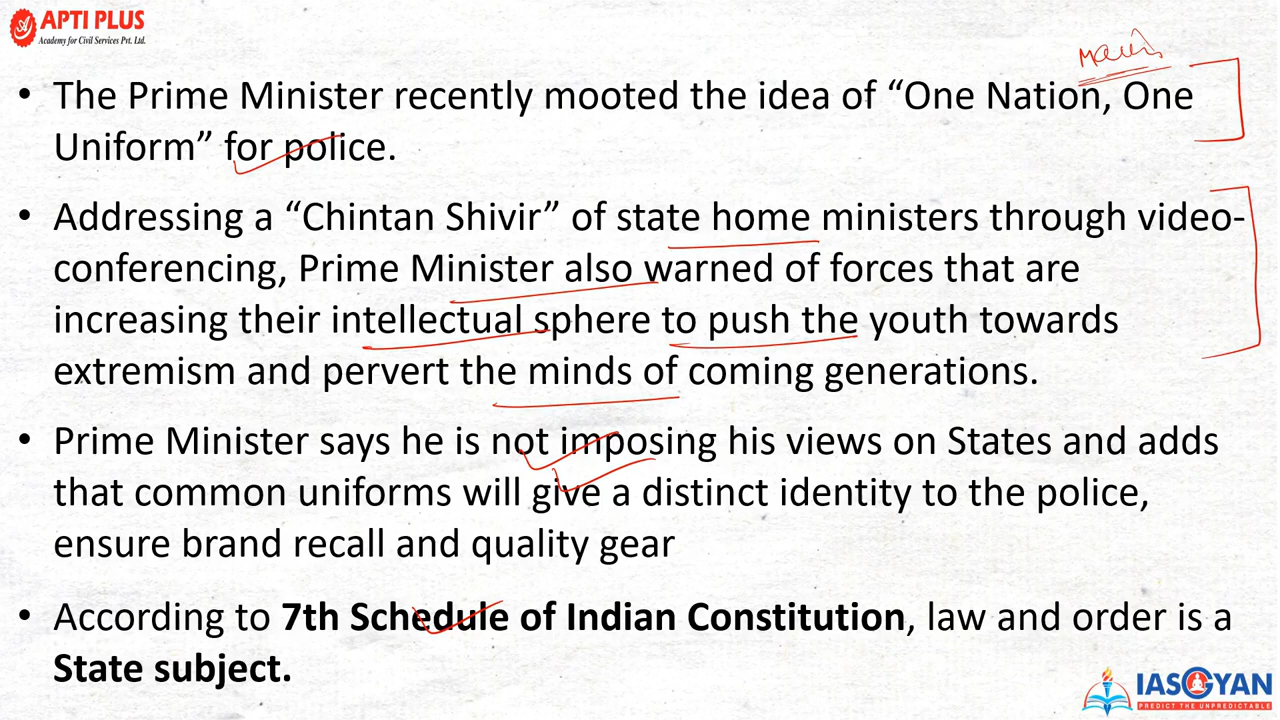 APTI PLUS
Academy for Civil Services Pvt. Ltd.
• The Prime Minister recently mooted the idea of “One Nation, One
Uniform” for police.
• Addressing a “Chintan Shivir” of state home ministers through video-
conferencing, Prime Minister also warned of forces that are
increasing their intellectual sphere to push the youth towards
extremism and pervert the minds of coming generations.
• Prime Minister says he is not imposing his views on States and adds
that common uniforms will give a distinct identity to the police,
ensure brand recall and quality gear
• According to 7th Schedule of Indian Constitution, law and order is a
State subject.
IASGYAN
PREDICT THE UNPREDICTABLE